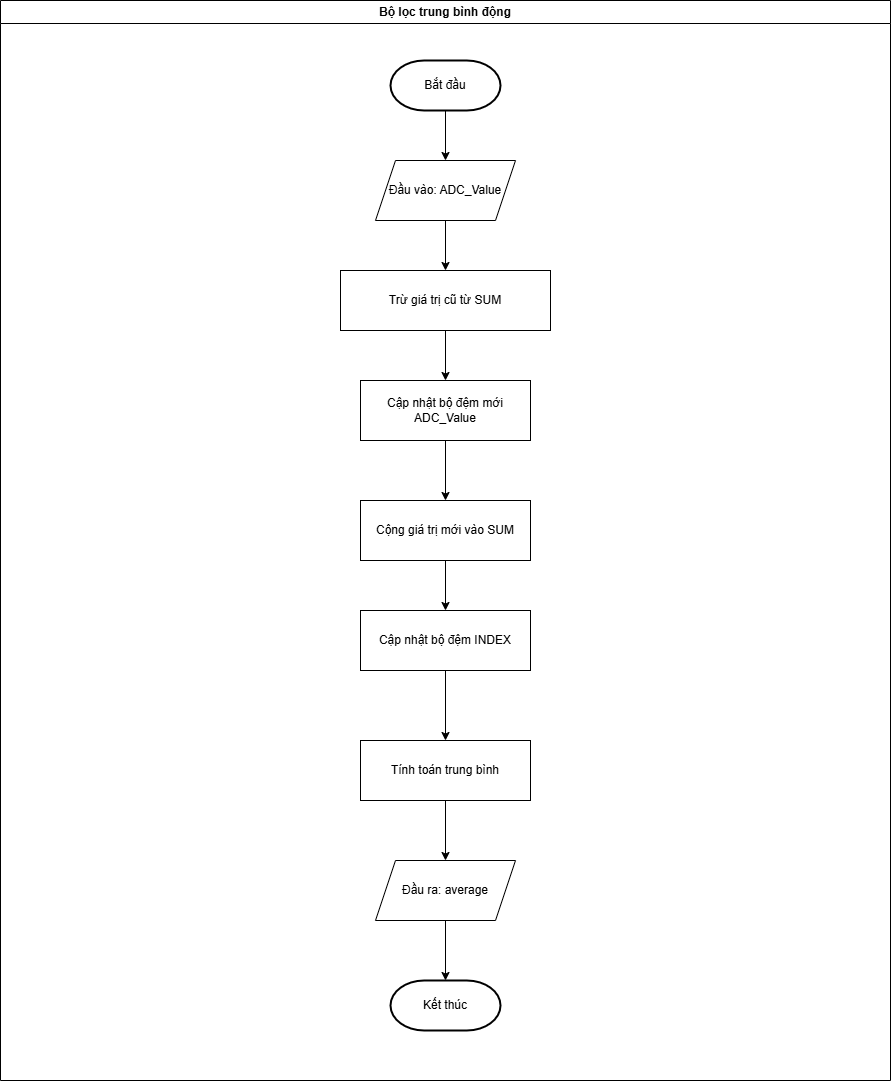 Bộ lọc trung bình động
Bắt đầu
Đầu vào: ADC_Value
Trừ giá trị cũ từ SUM
Cập nhật bộ đệm mới
ADC_Value
Cộng giá trị mới vào SUM
Cập nhật bộ đệm INDEX
Tính toán trung bình
Đầu ra: average
Kết thúc